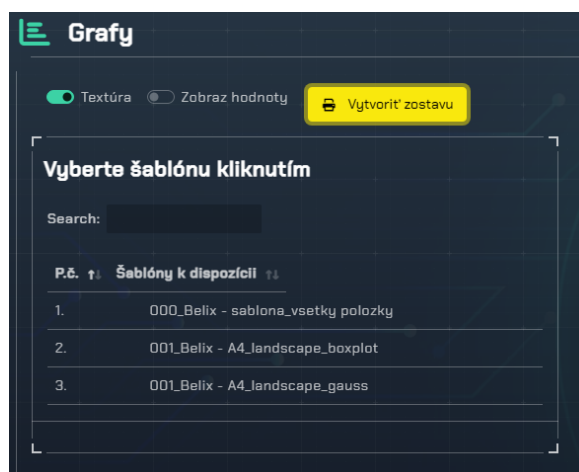 Grafy
Textúra Zobraz hodnoty Vytvoriť zostavu
Vyberte šablónu kliknutím
Search:
P.č. ↑↓ Šablóny k dispozícii ↑↓
1. 000_Belix - sablona_vsetky polozky
2. 001_Belix - A4_landscape_boxplot
3. 001_Belix - A4_landscape_gauss